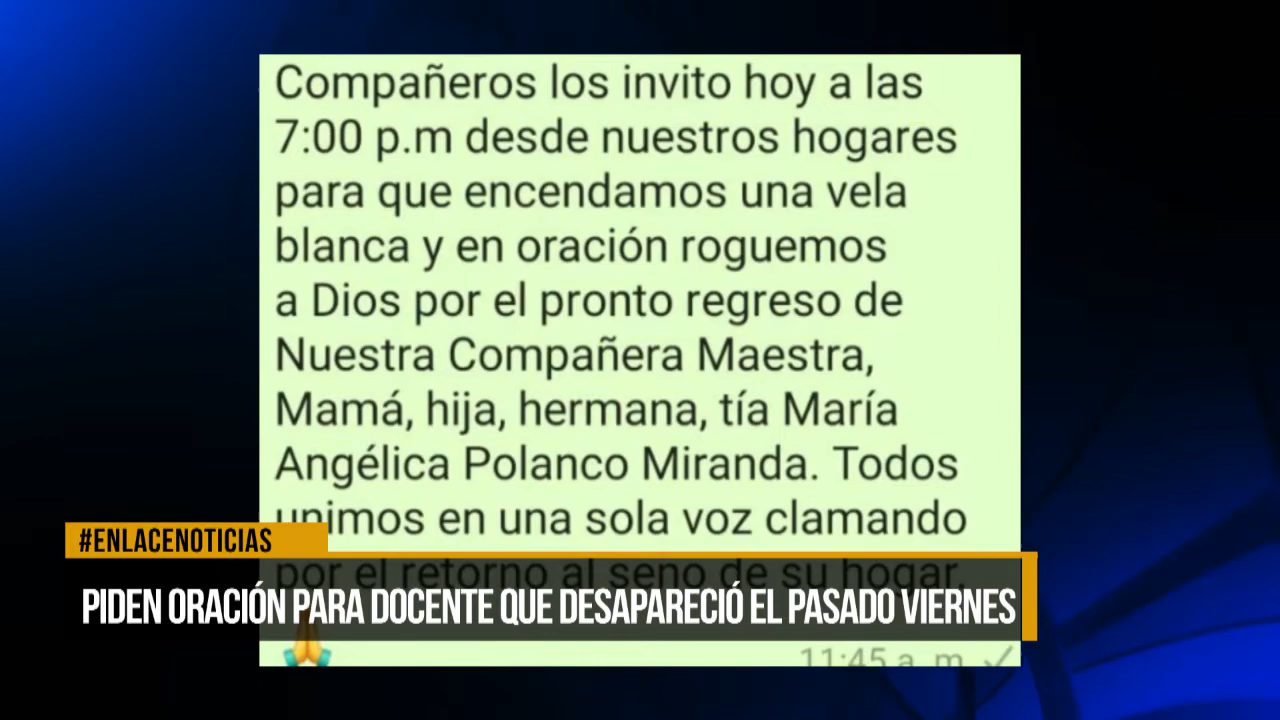 Compañeros los invito hoy a las
7:00 p.m desde nuestros hogares
para que encendamos una vela
blanca y en oración roguemos
a Dios por el pronto regreso de
Nuestra Compañera Maestra,
Mamá, hija, hermana, tía María
Angélica Polanco Miranda. Todos
unimos en una sola voz clamando
por el retorno al seno de su hogar.
#ENLACENOTICIAS
PIDEN ORACIÓN PARA DOCENTE QUE DESAPARECIÓ EL PASADO VIERNES
11:45 a. m.